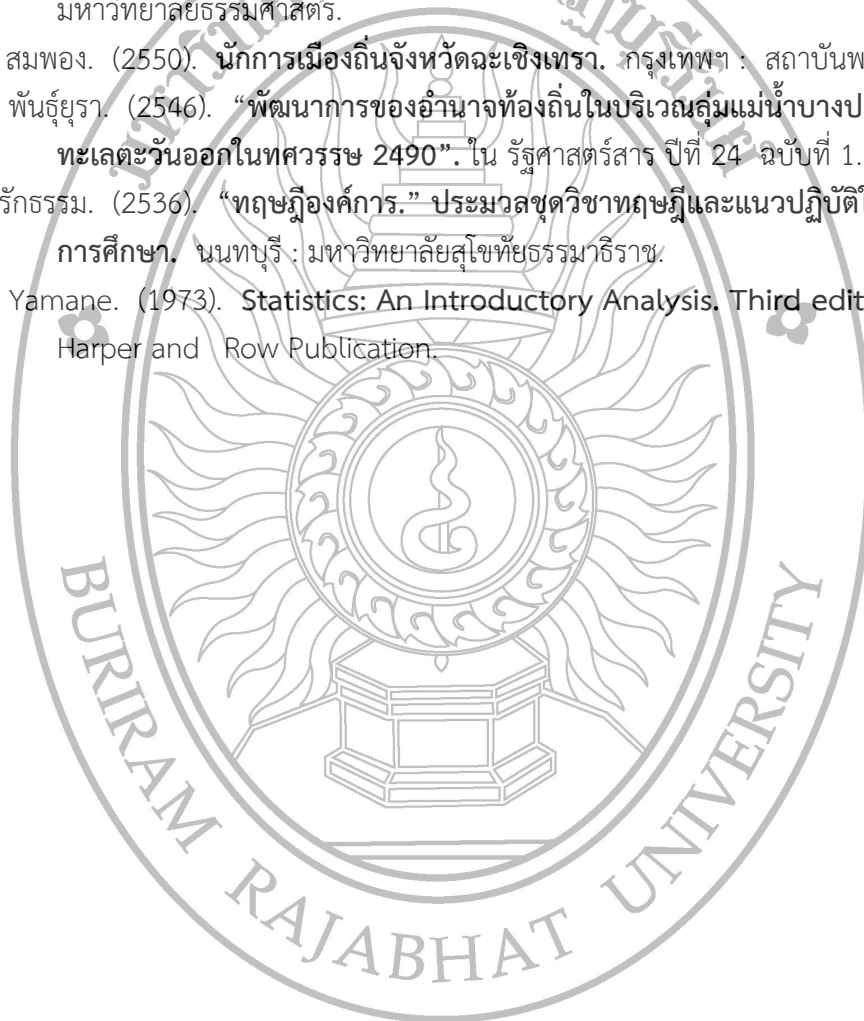 มหาวิทยาลัยธรรมศาสตร์.
สมพอง. (2550). นักการเมืองถิ่นจังหวัดฉะเชิงเทรา. กรุงเทพฯ : สถาบันพ
พันธุ์ยุรา. (2546). “พัฒนาการของอำนาจท้องถิ่นในบริเวณลุ่มแม่น้ำบางป
ทะเลตะวันออกในทศวรรษ 2490”. ใน รัฐศาสตร์สาร ปีที่ 24 ฉบับที่ 1.
รักธรรม. (2536). “ทฤษฎีองค์การ.” ประมวลชุดวิชาทฤษฎีและแนวปฏิบัติใ
การศึกษา. นนทบุรี : มหาวิทยาลัยสุโขทัยธรรมาธิราช.
Yamane. (1973). Statistics: An Introductory Analysis. Third edit
Harper and Row Publication.
BURIRAM RAJABHAT UNIVERSITY